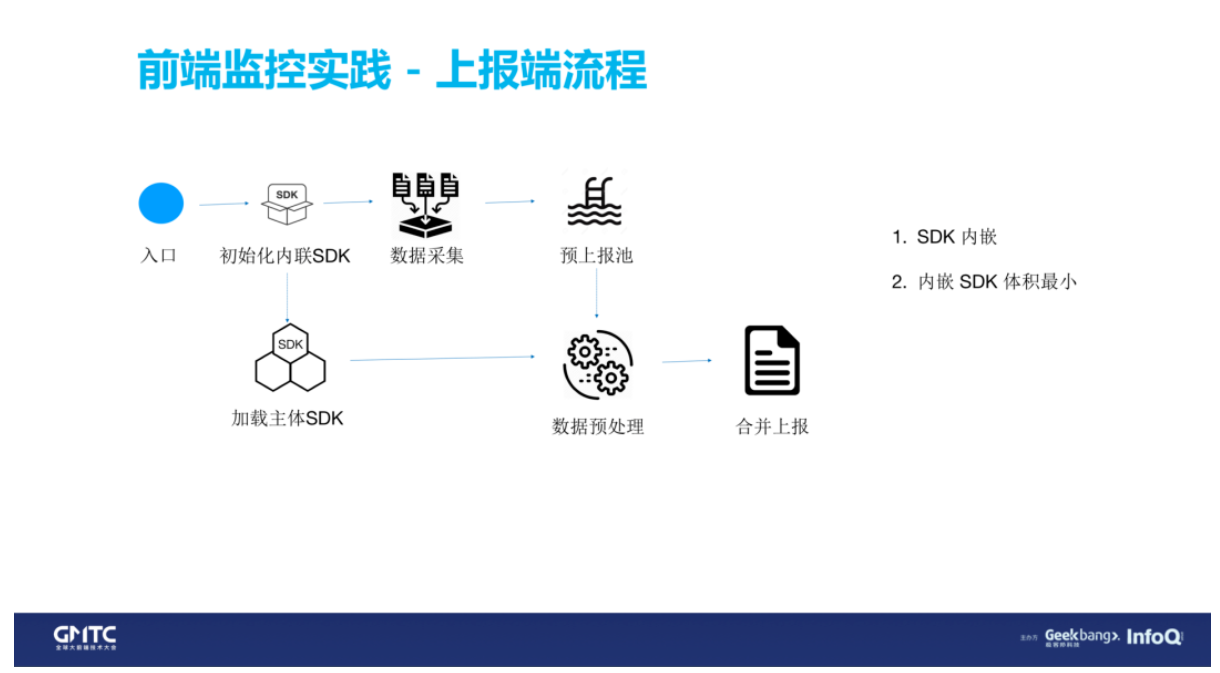 前端监控实践 - 上报端流程
SDK
入口
初始化内联SDK
数据采集
预上报池
1. SDK 内嵌
2. 内嵌 SDK 体积最小
SDK
加载主体SDK
数据预处理
合并上报
GMTC
全球大前端技术大会
主办方 Geekbang>. InfoQ
极客邦科技